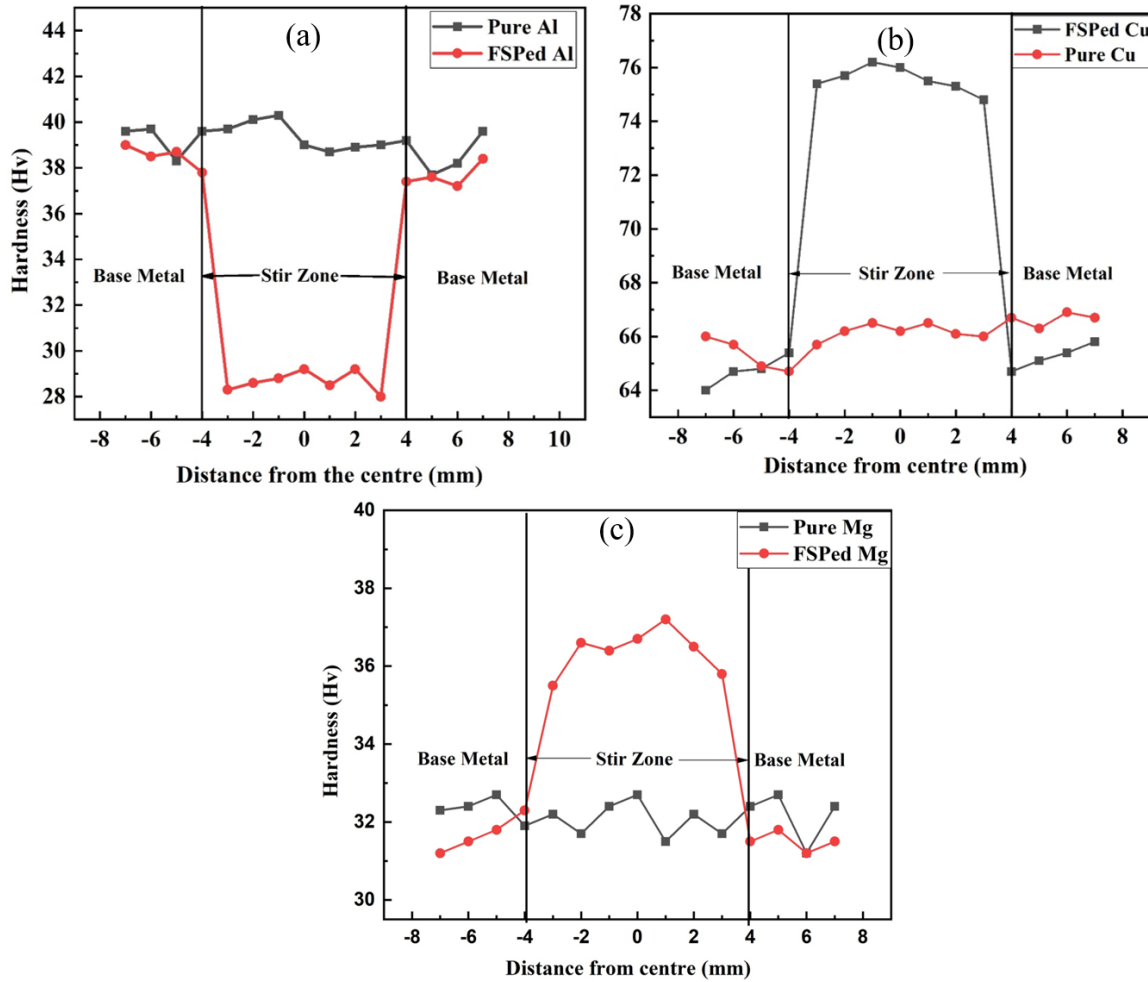 (a)
Pure Al
FSPed Al
44
42
40
38
36
34
32
30
28
Hardness (Hv)
Base Metal
Stir Zone
Base Metal
-8 -6 -4 -2 0 2 4 6 8 10
Distance from the centre (mm)
(b)
FSPed Cu
Pure Cu
78
76
74
72
70
68
66
64
Hardness (Hv)
Base Metal
Stir Zone
Base Metal
-8 -6 -4 -2 0 2 4 6 8
Distance from centre (mm)
(c)
Pure Mg
FSPed Mg
40
38
36
34
32
30
Hardness (Hv)
Base Metal
Stir Zone
Base Metal
-8 -6 -4 -2 0 2 4 6 8
Distance from centre (mm)